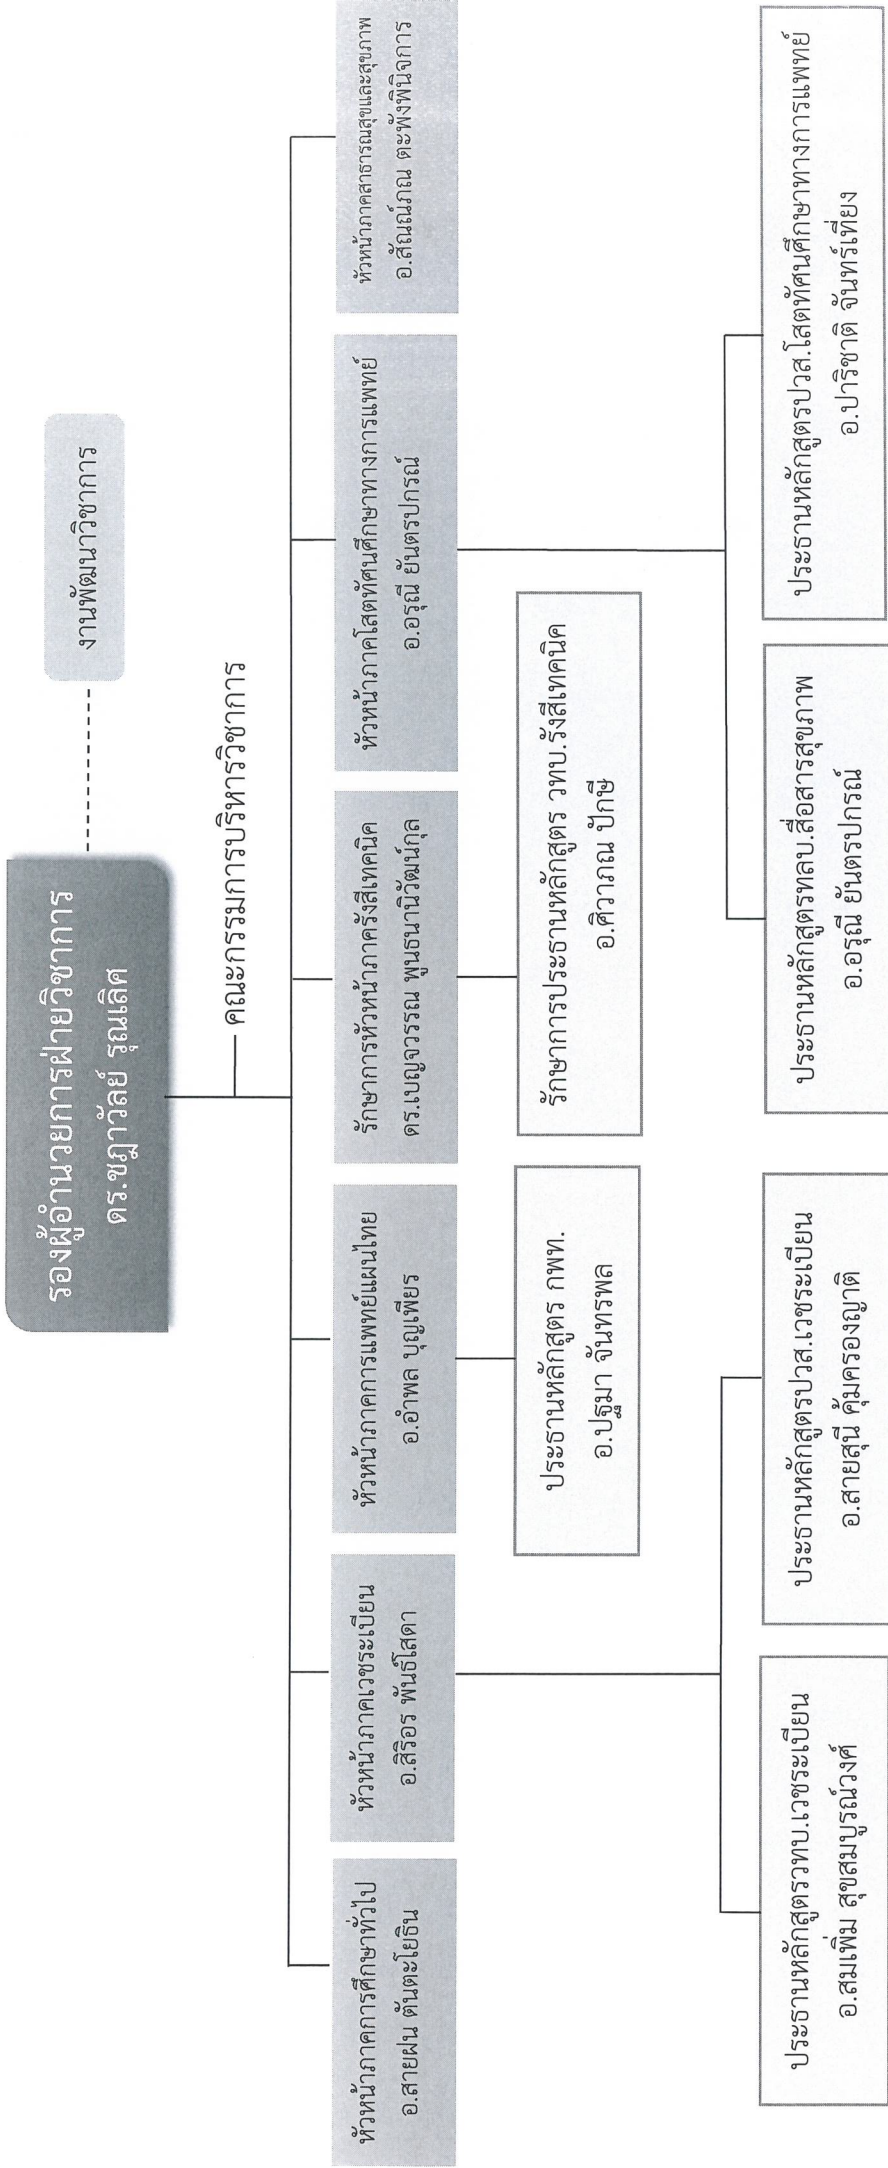 รองผู้อำนวยการฝ่ายวิชาการ
ดร.ชฎาวัลย์ รุณเลิศ
งานพัฒนาวิชาการ
คณะกรรมการบริหารวิชาการ
หัวหน้าภาคการศึกษาทั่วไป
อ.สายฝน ตันตะโยธิน
หัวหน้าภาคเวชระเบียน
อ.สิริอร พันธ์โสดา
หัวหน้าภาคการแพทย์แผนไทย
อ.อำพล บุญเพียร
รักษาการหัวหน้าภาครังสีเทคนิค
ดร.เบญจวรรณ พูนธนานิวัฒน์กุล
หัวหน้าภาคโสตทัศนศึกษาทางการแพทย์
อ.อรุณี ยันตรปกรณ์
หัวหน้าภาคสาธารณสุขและสุขภาพ
อ.สัณณ์ภณ ตะพังพินิจการ
ประธานหลักสูตร กพท.
อ.ปฐมา จันทรพล
รักษาการประธานหลักสูตร วทบ.รังสีเทคนิค
อ.ศิวาภณ ปักษี
ประธานหลักสูตรวทบ.เวชระเบียน
อ.สมเพิ่ม สุขสมบูรณ์วงศ์
ประธานหลักสูตรปวส.เวชระเบียน
อ.สายสุนี คุ้มครองญาติ
ประธานหลักสูตรทลบ.สื่อสารสุขภาพ
อ.อรุณี ยันตรปกรณ์
ประธานหลักสูตรปวส.โสตทัศนศึกษาทางการแพทย์
อ.ปาริชาติ จันทร์เที่ยง